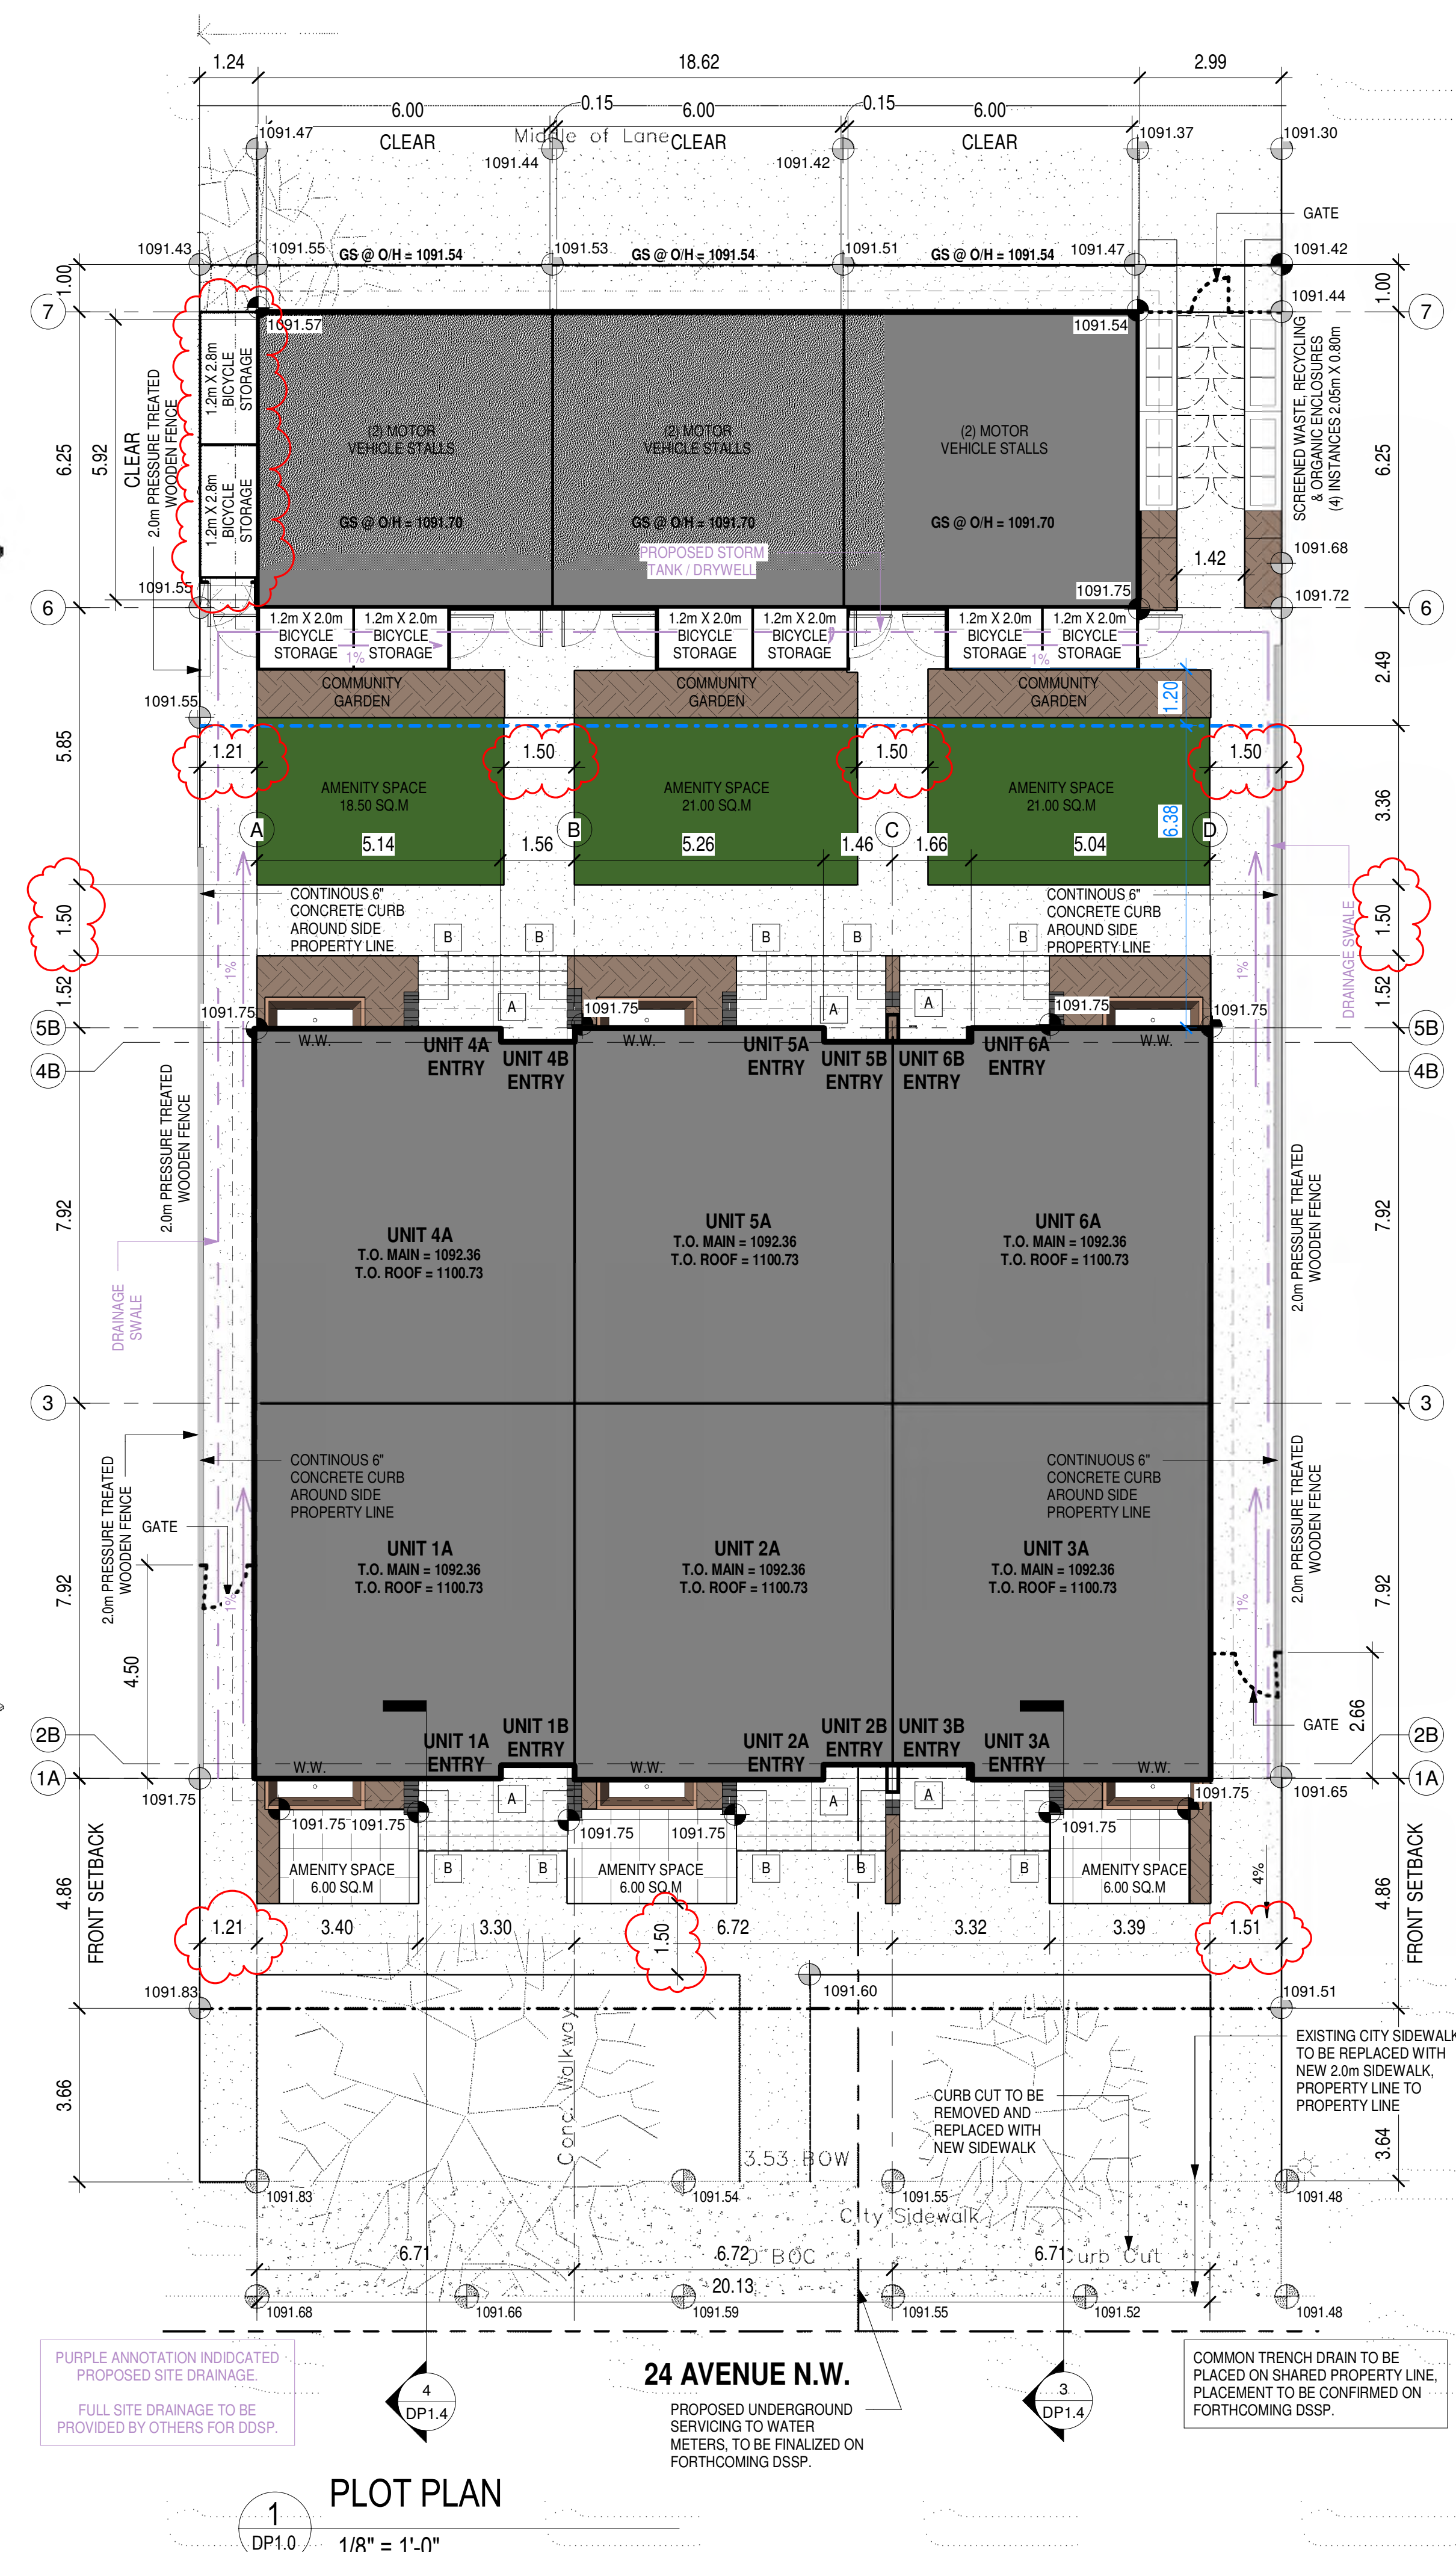 1.24
18.62
2.99
6.00
0.15
6.00
0.15
6.00
CLEAR
CLEAR
CLEAR
Middle of Lane
1091.47
1091.44
1091.42
1091.37
1091.30
GATE
1091.43
1091.55
GS @ O/H = 1091.54
1091.53
GS @ O/H = 1091.54
1091.51
GS @ O/H = 1091.54
1091.47
1091.42
1.00
1.00
1091.44
7
7
1091.57
1091.54
1.2m X 2.8m
BICYCLE
STORAGE
1.2m X 2.8m
BICYCLE
STORAGE
2.0m PRESSURE TREATED
WOODEN FENCE
6.25
5.92
CLEAR
(2) MOTOR
VEHICLE STALLS
(2) MOTOR
VEHICLE STALLS
(2) MOTOR
VEHICLE STALLS
SCREENED WASTE, RECYCLING
& ORGANIC ENCLOSURES
(4) INSTANCES 2.05m X 0.80m
6.25
GS @ O/H = 1091.70
GS @ O/H = 1091.70
GS @ O/H = 1091.70
PROPOSED STORM
TANK / DRYWELL
1.42
1091.68
1091.55
1091.75
1091.72
6
6
1.2m X 2.0m
BICYCLE
STORAGE
1.2m X 2.0m
BICYCLE
STORAGE
1.2m X 2.0m
BICYCLE
STORAGE
1.2m X 2.0m
BICYCLE
STORAGE
1.2m X 2.0m
BICYCLE
STORAGE
1.2m X 2.0m
BICYCLE
STORAGE
1%
1%
2.49
COMMUNITY
GARDEN
COMMUNITY
GARDEN
COMMUNITY
GARDEN
1.20
1091.55
5.85
1.21
1.50
1.50
1.50
AMENITY SPACE
18.50 SQ.M
AMENITY SPACE
21.00 SQ.M
AMENITY SPACE
21.00 SQ.M
6.38
3.36
A
B
C
D
5.14
1.56
5.26
1.46
1.66
5.04
CONTINOUS 6"
CONCRETE CURB
AROUND SIDE
PROPERTY LINE
CONTINOUS 6"
CONCRETE CURB
AROUND SIDE
PROPERTY LINE
1.50
1.50
B
B
B
B
B
1%
1%
DRAINAGE SWALE
1.52
1.52
A
A
A
1091.75
1091.75
1091.75
1091.75
5B
5B
W.W.
W.W.
W.W.
UNIT 4A
ENTRY
UNIT 4B
ENTRY
UNIT 5A
ENTRY
UNIT 5B
ENTRY
UNIT 6B
ENTRY
UNIT 6A
ENTRY
4B
4B
2.0m PRESSURE TREATED
WOODEN FENCE
2.0m PRESSURE TREATED
WOODEN FENCE
7.92
7.92
UNIT 4A
T.O. MAIN = 1092.36
T.O. ROOF = 1100.73
UNIT 5A
T.O. MAIN = 1092.36
T.O. ROOF = 1100.73
UNIT 6A
T.O. MAIN = 1092.36
T.O. ROOF = 1100.73
DRAINAGE
SWALE
3
3
CONTINOUS 6"
CONCRETE CURB
AROUND SIDE
PROPERTY LINE
CONTINUOUS 6"
CONCRETE CURB
AROUND SIDE
PROPERTY LINE
2.0m PRESSURE TREATED
WOODEN FENCE
2.0m PRESSURE TREATED
WOODEN FENCE
GATE
UNIT 1A
T.O. MAIN = 1092.36
T.O. ROOF = 1100.73
UNIT 2A
T.O. MAIN = 1092.36
T.O. ROOF = 1100.73
UNIT 3A
T.O. MAIN = 1092.36
T.O. ROOF = 1100.73
7.92
7.92
1%
1%
4.50
2.66
GATE
2B
2B
UNIT 1A
ENTRY
UNIT 1B
ENTRY
UNIT 2A
ENTRY
UNIT 2B
ENTRY
UNIT 3B
ENTRY
UNIT 3A
ENTRY
W.W.
W.W.
W.W.
1A
1A
1091.75
1091.75
1091.65
A
A
A
1091.75
1091.75
1091.75
1091.75
1091.75
B
B
B
B
B
AMENITY SPACE
6.00 SQ.M
AMENITY SPACE
6.00 SQ.M
AMENITY SPACE
6.00 SQ.M
4%
4.86
FRONT SETBACK
4.86
FRONT SETBACK
1.21
3.40
3.30
1.50
6.72
3.32
3.39
1.51
1091.83
1091.60
1091.51
Conc. Walkway
EXISTING CITY SIDEWALK
TO BE REPLACED WITH
NEW 2.0m SIDEWALK,
PROPERTY LINE TO
PROPERTY LINE
CURB CUT TO BE
REMOVED AND
REPLACED WITH
NEW SIDEWALK
3.66
3.64
3.53 BOW
1091.83
1091.54
1091.55
1091.48
City Sidewalk
6.71
6.72
BOC
6.71
Curb Cut
20.13
1091.68
1091.66
1091.59
1091.55
1091.52
1091.48
PURPLE ANNOTATION INDIDCATED
PROPOSED SITE DRAINAGE.
FULL SITE DRAINAGE TO BE
PROVIDED BY OTHERS FOR DDSP.
4
DP1.4
24 AVENUE N.W.
3
DP1.4
COMMON TRENCH DRAIN TO BE
PLACED ON SHARED PROPERTY LINE,
PLACEMENT TO BE CONFIRMED ON
FORTHCOMING DSSP.
PROPOSED UNDERGROUND
SERVICING TO WATER
METERS, TO BE FINALIZED ON
FORTHCOMING DSSP.
1
DP1.0
PLOT PLAN
1/8" = 1'-0"